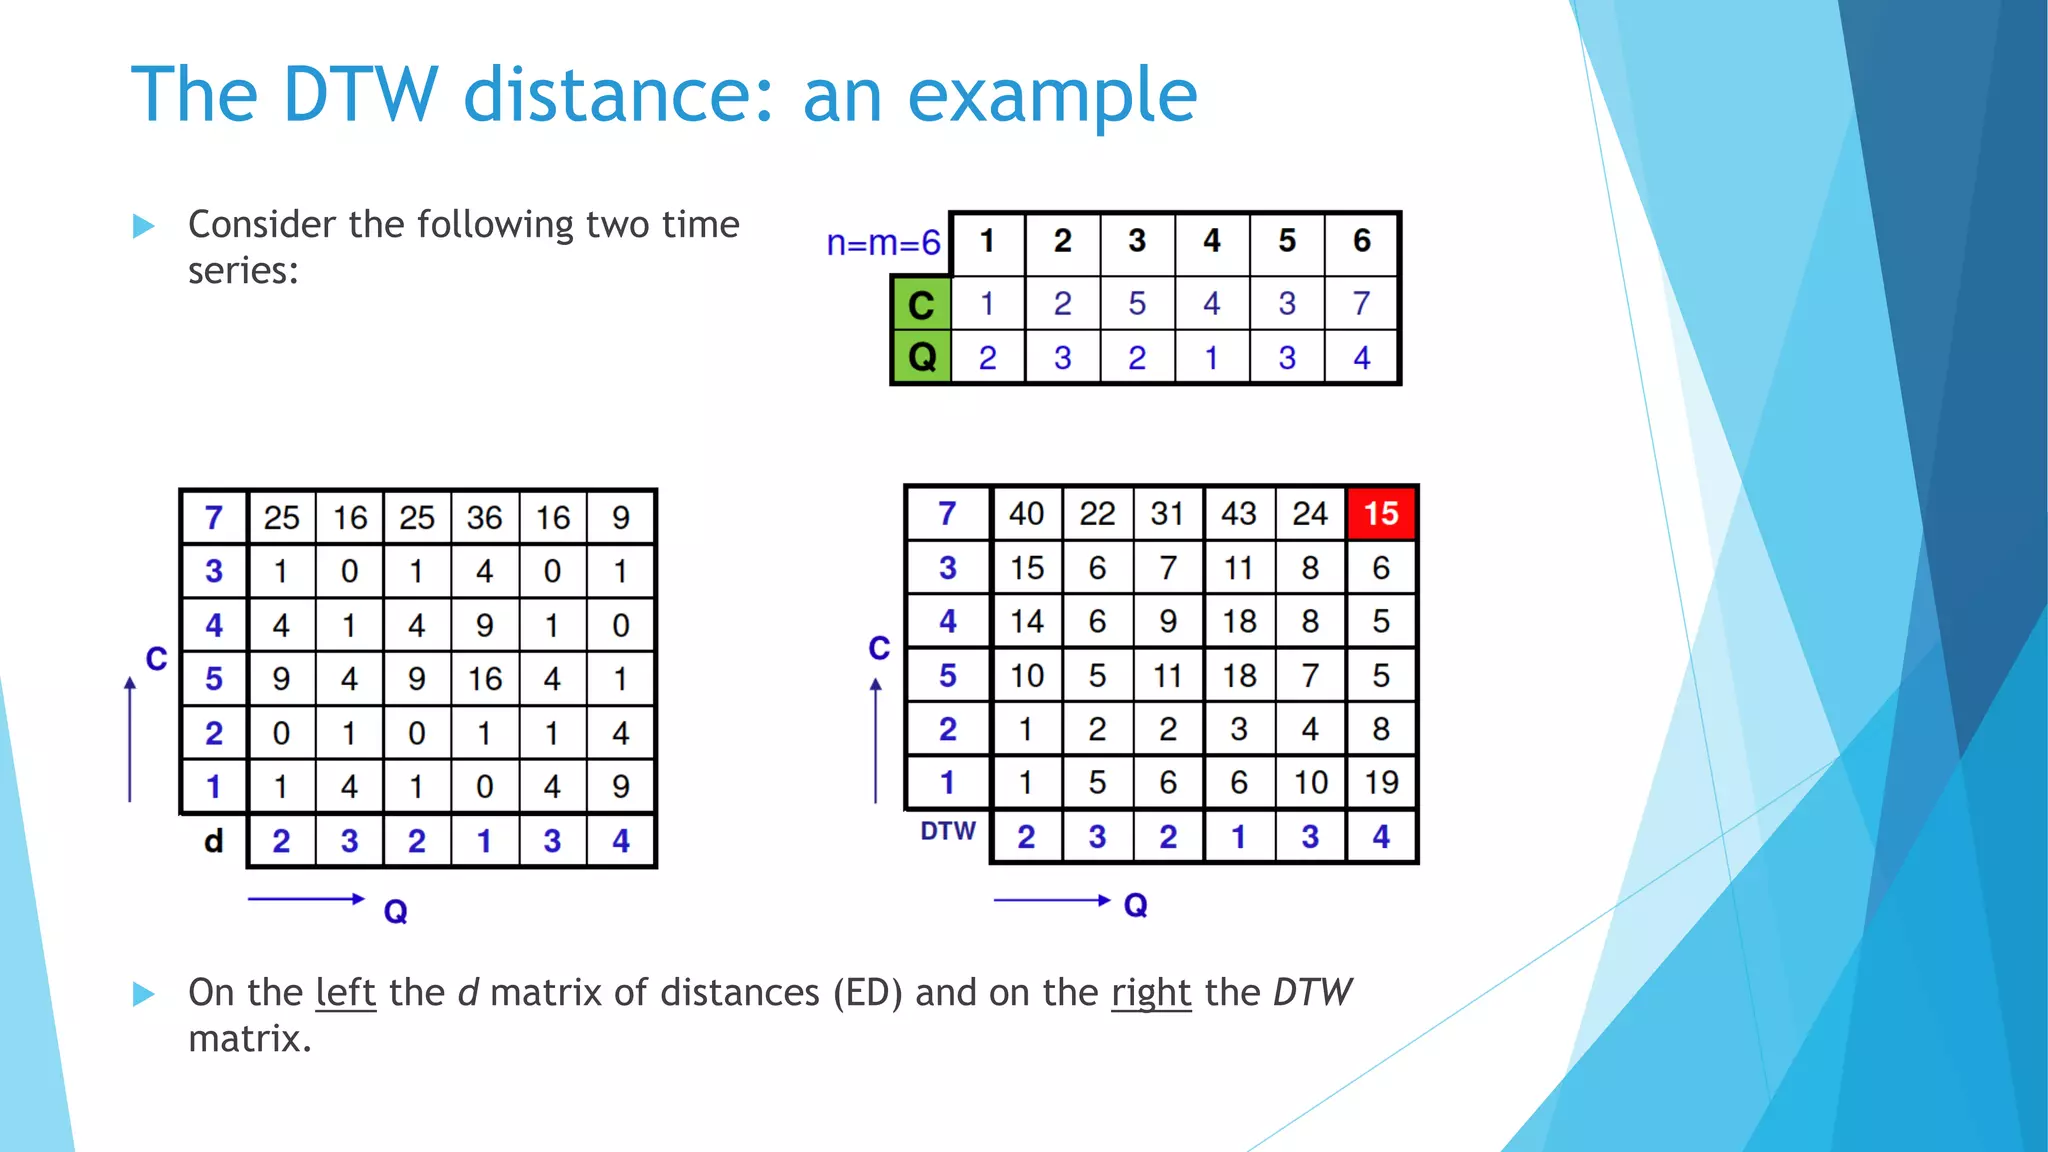 The DTW distance: an example
Consider the following two time
series:
n=m=6 1 2 3 4 5 6
C 1 2 5 4 3 7
Q 2 3 2 1 3 4
7 25 16 25 36 16 9
3 1 0 1 4 0 1
4 4 1 4 9 1 0
5 9 4 9 16 4 1
2 0 1 0 1 1 4
1 1 4 1 0 4 9
d 2 3 2 1 3 4
C
Q
7 40 22 31 43 24 15
3 15 6 7 11 8 6
4 14 6 9 18 8 5
5 10 5 11 18 7 5
2 1 2 2 3 4 8
1 1 5 6 6 10 19
DTW 2 3 2 1 3 4
C
Q
On the left the d matrix of distances (ED) and on the right the DTW
matrix.